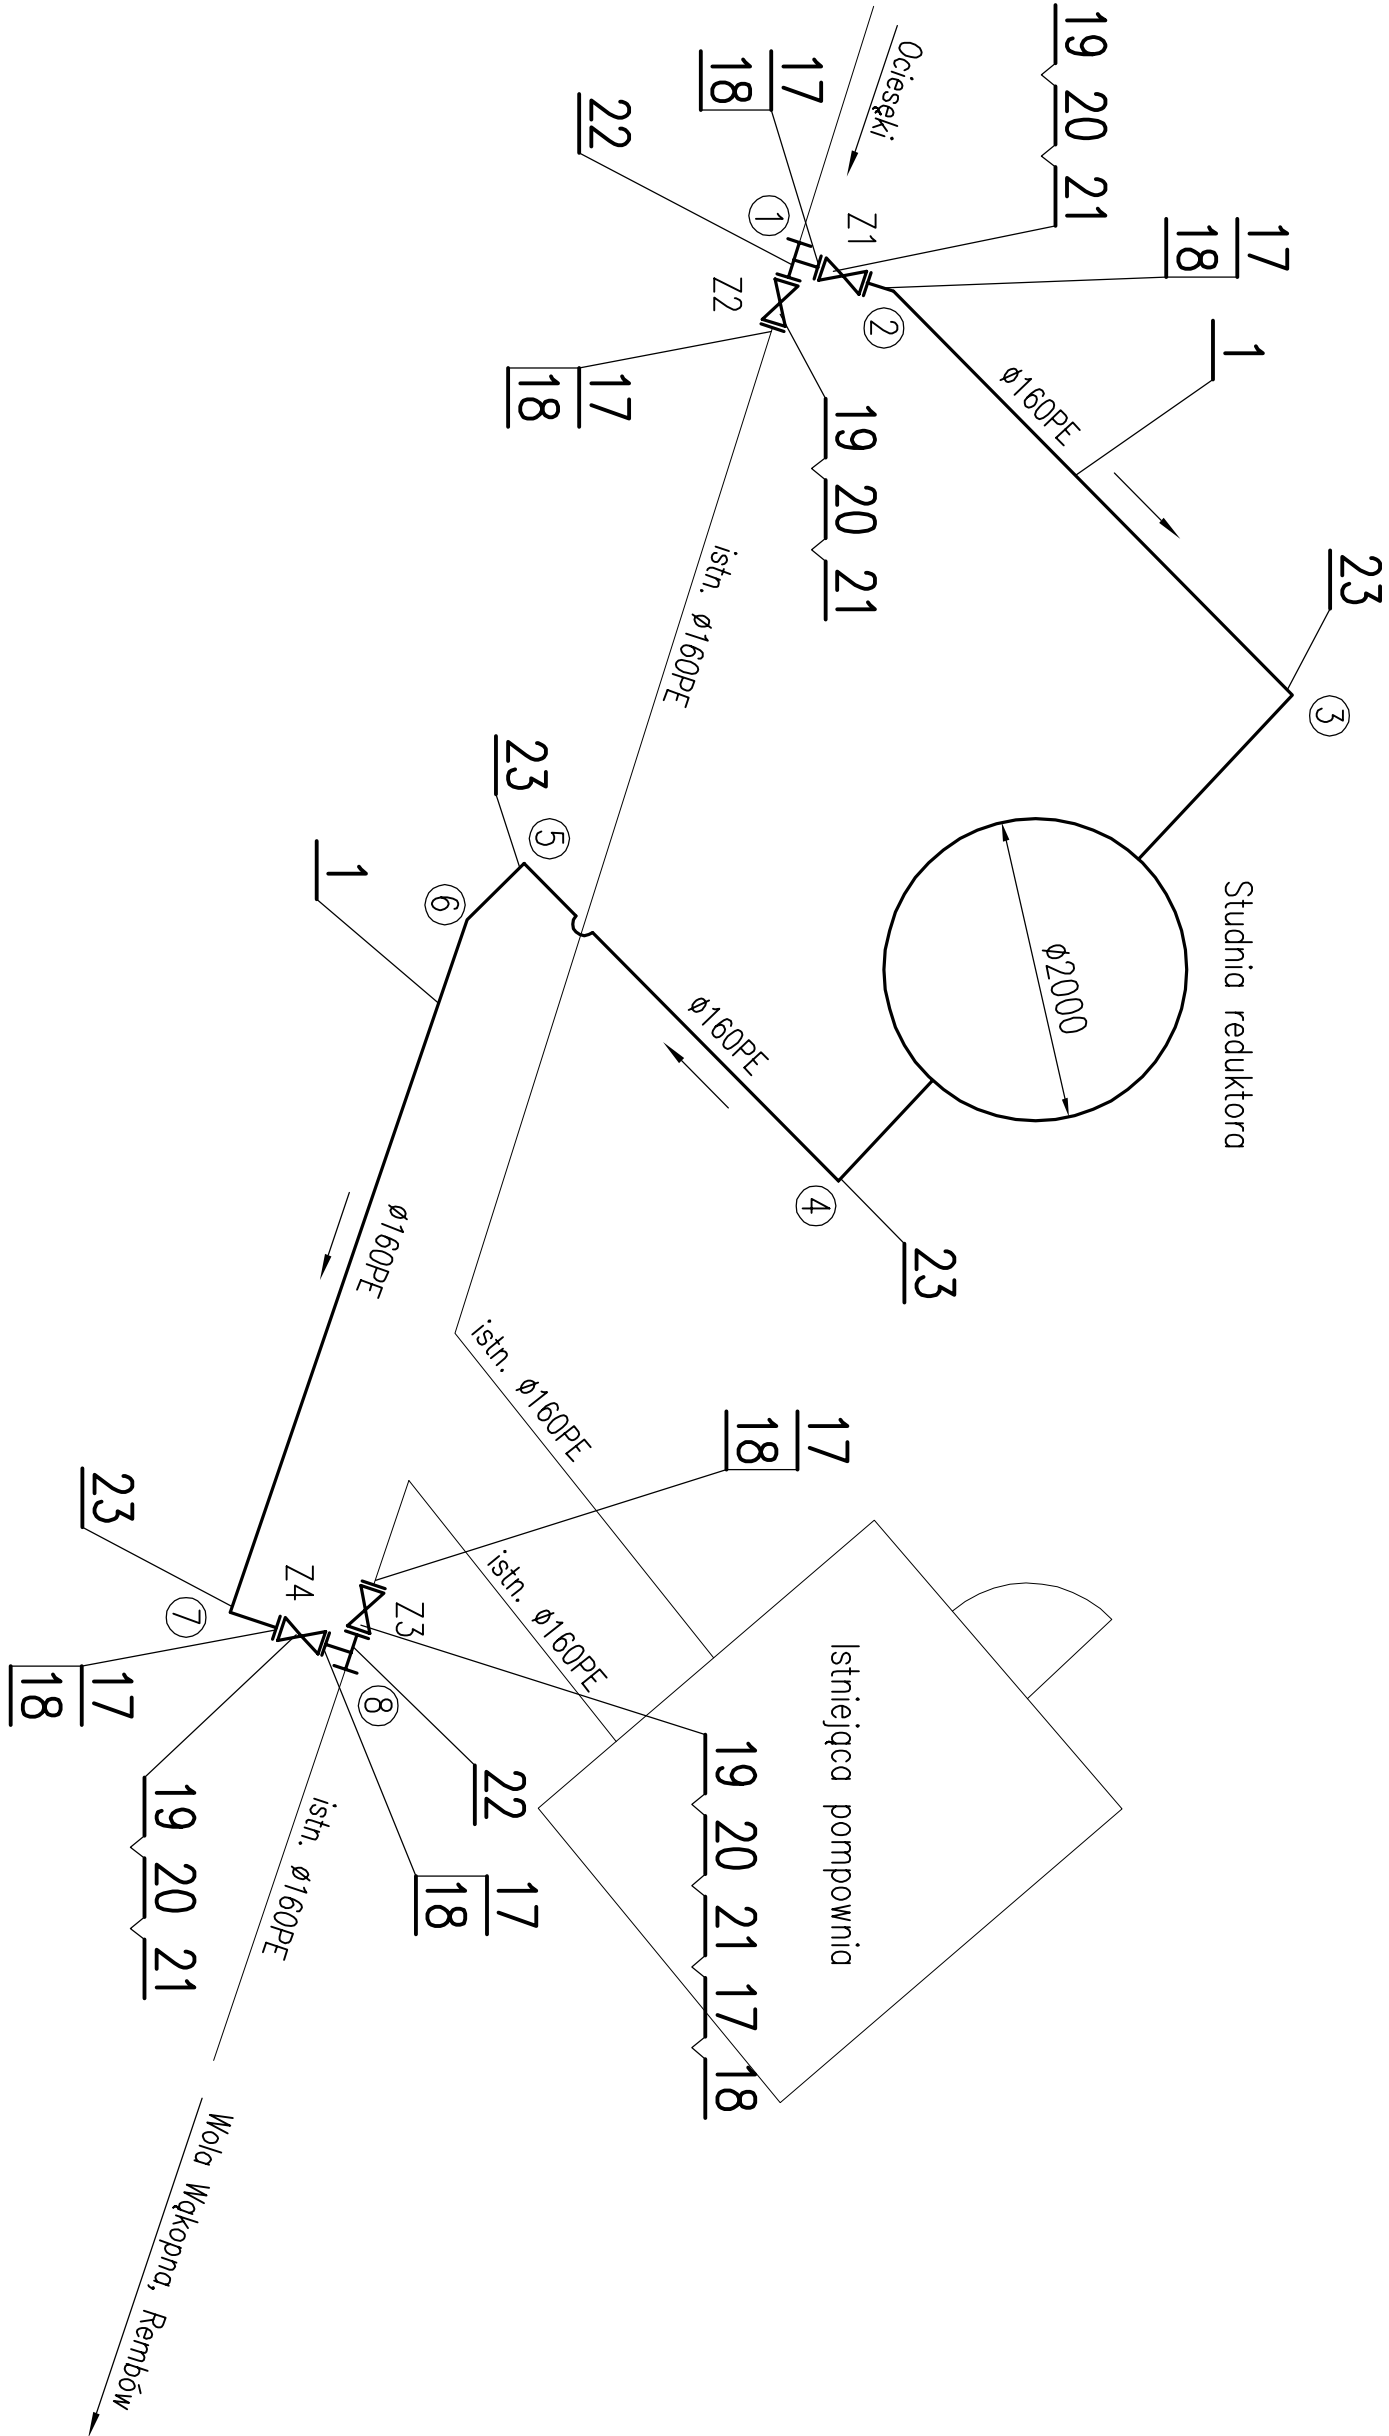 19 20 21
Ociesęki
17
18
22
17
18
1
Z1
2
1
Z2
ø160PE
1
23
3
17
18
19 20 21
istn. ø160PE
Studnia reduktora
ø2000
23
5
1
6
ø160PE
4
23
ø160PE
istn. ø160PE
17
18
istn. ø160PE
Istniejąca pompownia
23
Z4
Z3
7
8
17
18
19 20 21 17 18
22
19 20 21
17
18
istn. ø160PE
Wola Wąkopna, Rembów